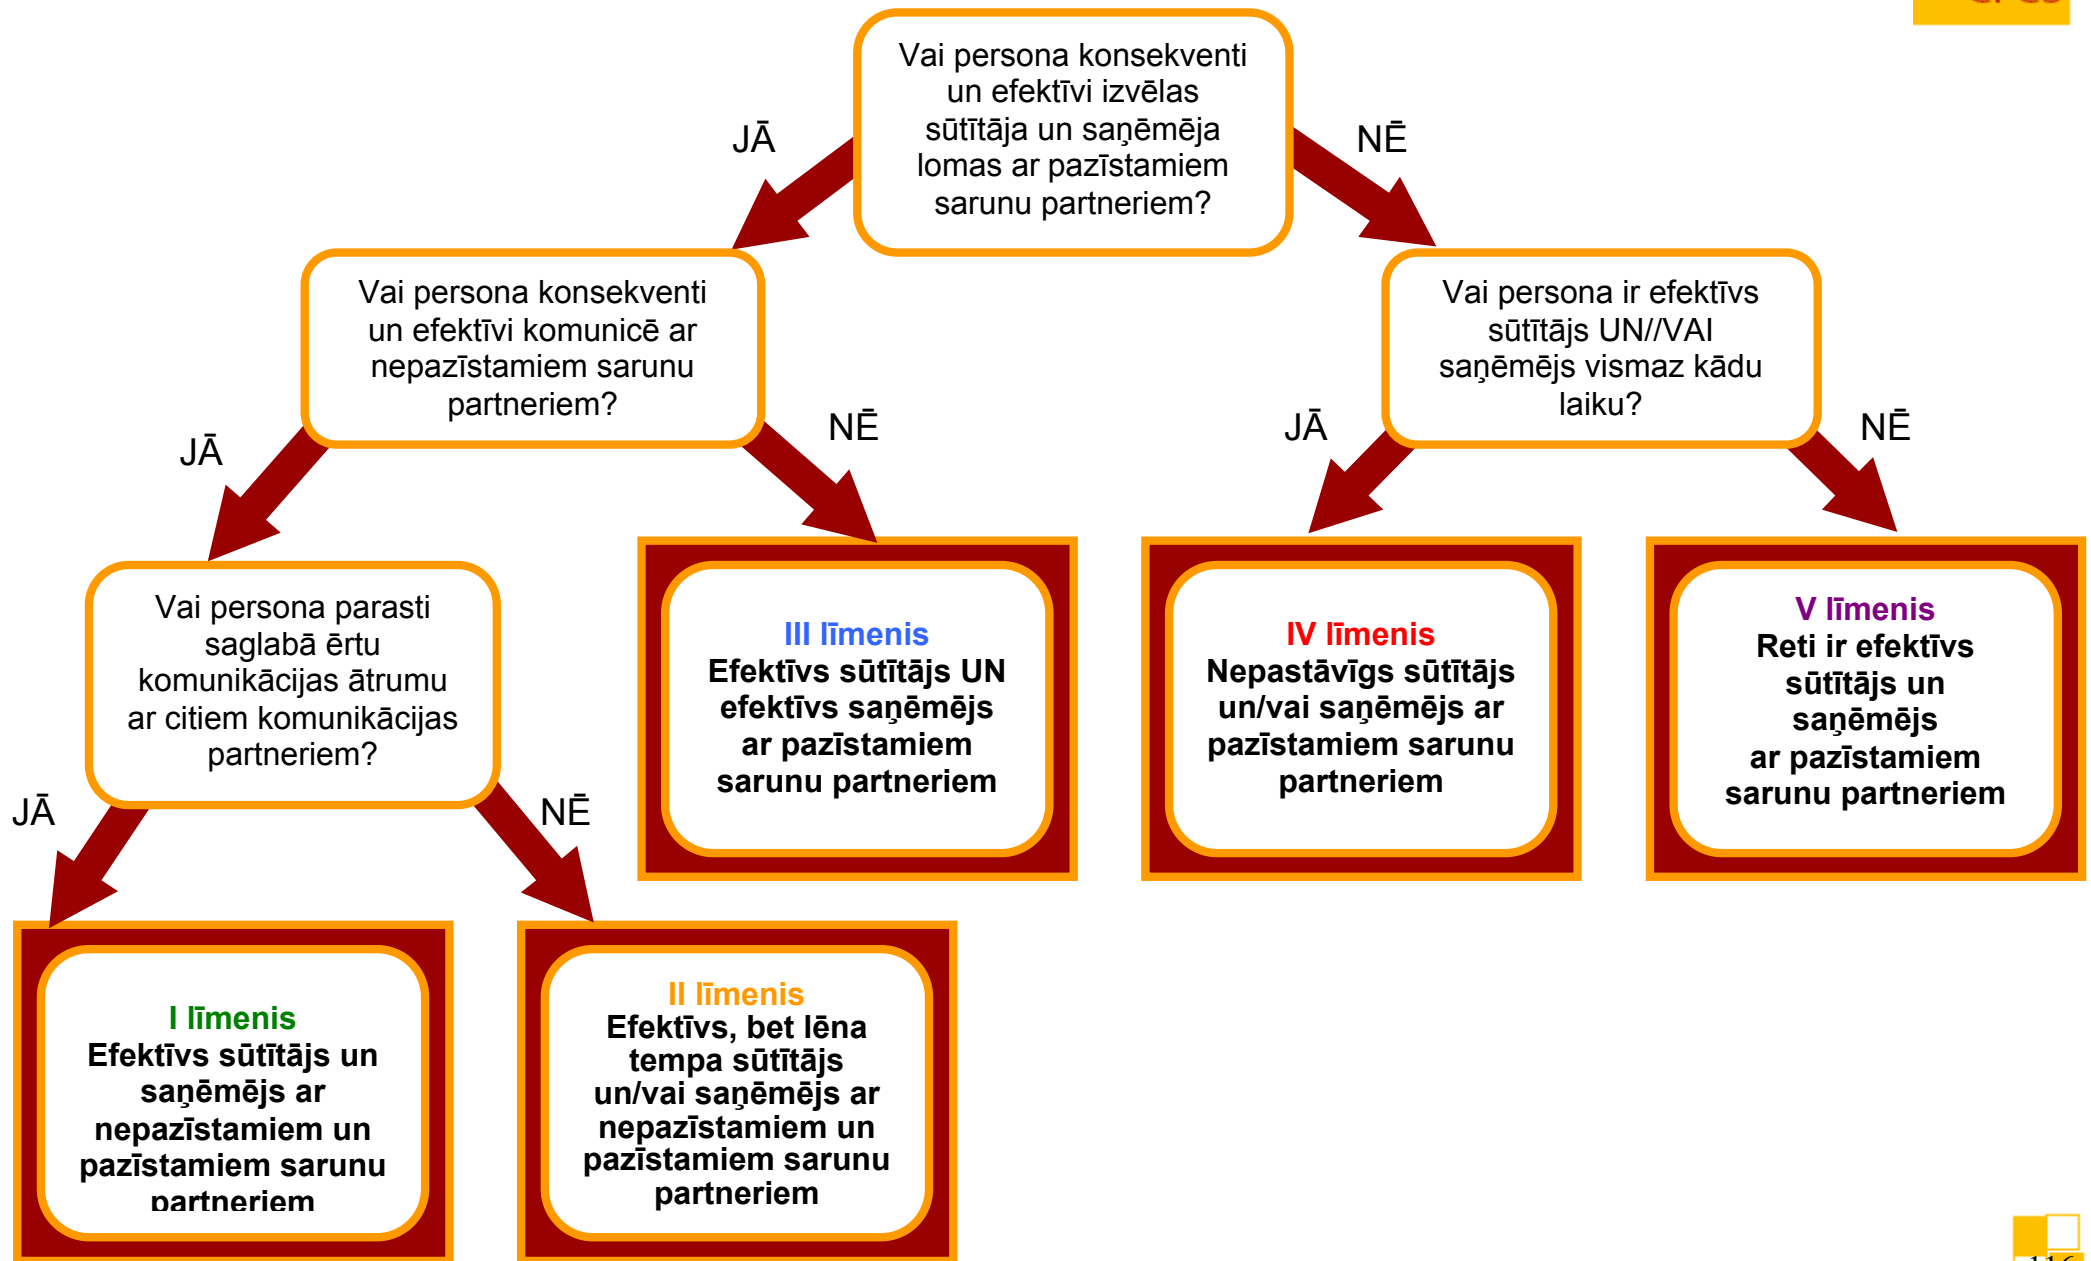 Vai persona konsekventi
un efektīvi izvēlas
sūtītāja un saņēmēja
lomas ar pazīstamiem
sarunu partneriem?
JĀ
NĒ
Vai persona konsekventi
un efektīvi komunicē ar
nepazīstamiem sarunu
partneriem?
Vai persona ir efektīvs
sūtītājs UN//VAI
saņēmējs vismaz kādu
laiku?
JĀ
NĒ
JĀ
NĒ
Vai persona parasti
saglabā ērtu
komunikācijas ātrumu
ar citiem komunikācijas
partneriem?
III līmenis
Efektīvs sūtītājs UN
efektīvs saņēmējs
ar pazīstamiem
sarunu partneriem
IV līmenis
Nepastāvīgs sūtītājs
un/vai saņēmējs ar
pazīstamiem sarunu
partneriem
V līmenis
Reti ir efektīvs
sūtītājs un
saņēmējs
ar pazīstamiem
sarunu partneriem
JĀ
NĒ
I līmenis
Efektīvs sūtītājs un
saņēmējs ar
nepazīstamiem un
pazīstamiem sarunu
partneriem
II līmenis
Efektīvs, bet lēna
tempa sūtītājs
un/vai saņēmējs ar
nepazīstamiem un
pazīstamiem sarunu
partneriem